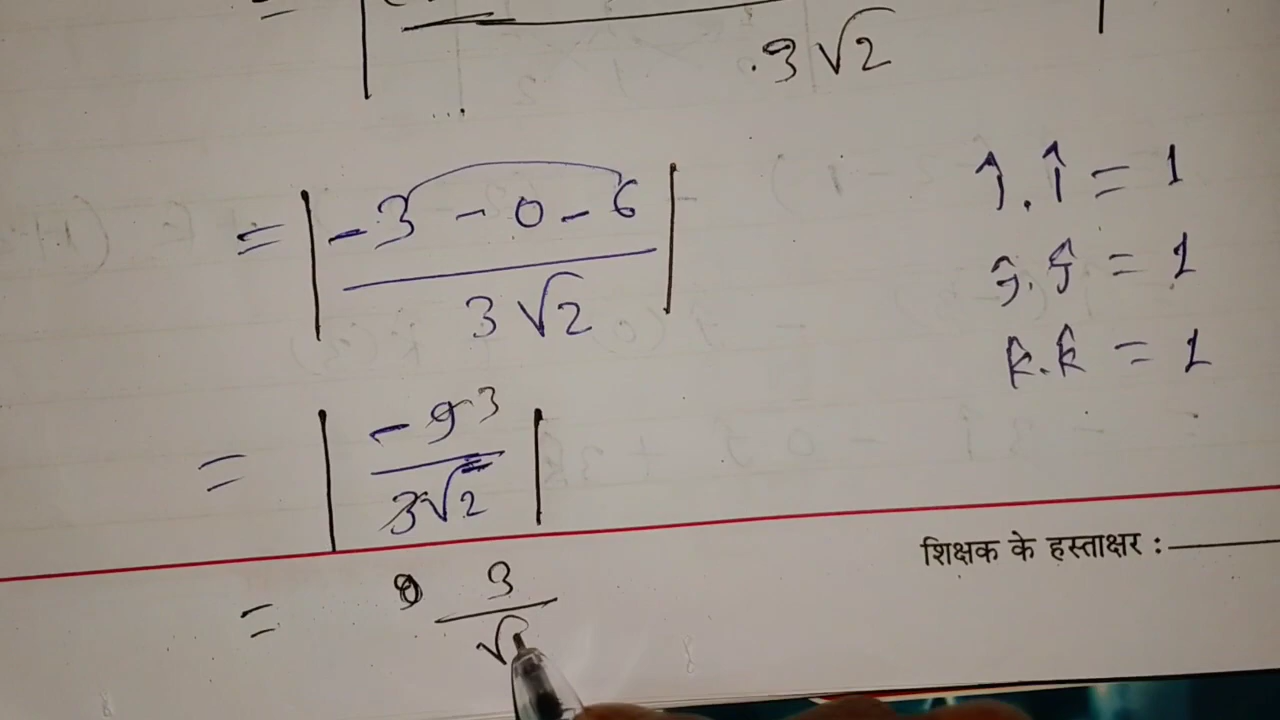 3√2
= | -3 - 0 - 6 / 3√2 |
î.î = 1
ĵ.ĵ = 1
k̂.k̂ = 1
= | -9 3 / 3√2 |
शिक्षक के हस्ताक्षर :
= 3 / √